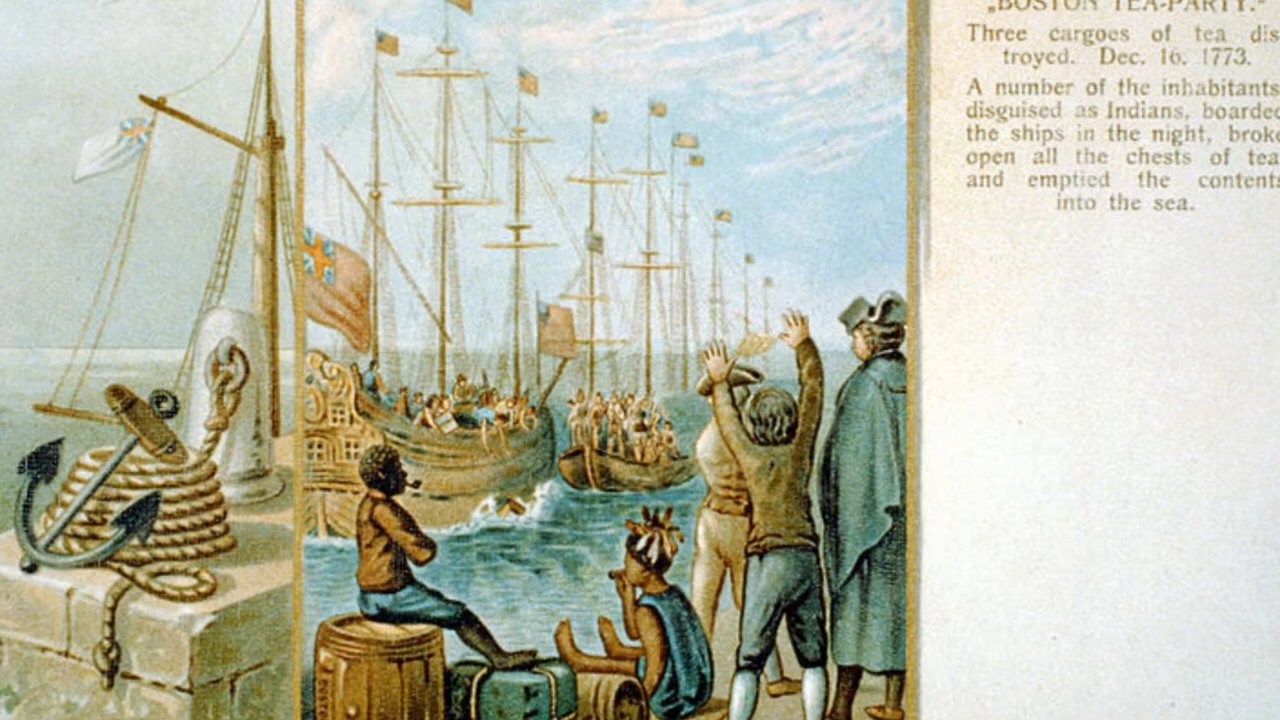 „BOSTON TEA-PARTY."
Three cargoes of tea dis-
troyed. Dec. 16. 1773.
A number of the inhabitants
disguised as Indians, boarded
the ships in the night, broke
open all the chests of tea
and emptied the contents
into the sea.